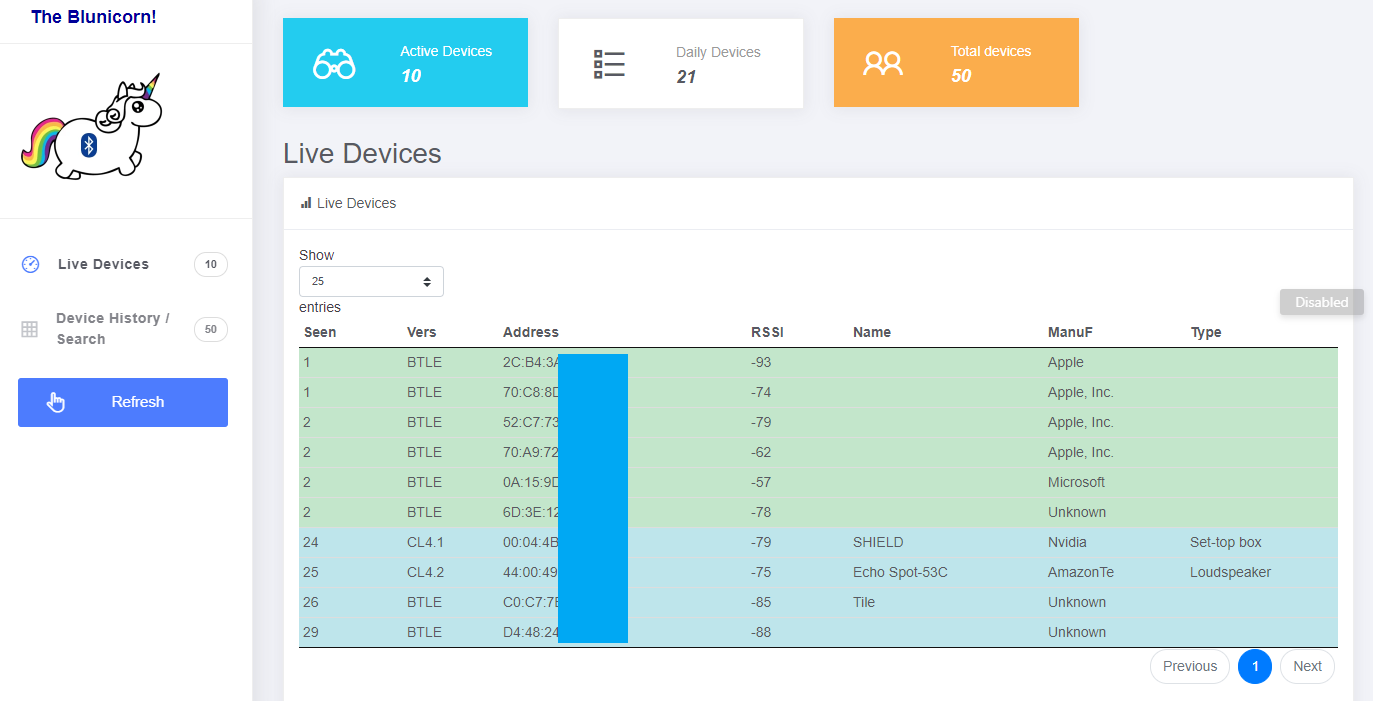 The Blunicorn!
Live Devices 10
Device History / Search 50
Refresh
Active Devices
10
Daily Devices
21
Total devices
50
Live Devices
Live Devices
Show
25
entries
Disabled
Seen Vers Address RSSI Name ManuF Type
1 BTLE 2C:B4:3A -93 Apple
1 BTLE 70:C8:8D -74 Apple, Inc.
2 BTLE 52:C7:73 -79 Apple, Inc.
2 BTLE 70:A9:72 -62 Apple, Inc.
2 BTLE 0A:15:9D -57 Microsoft
2 BTLE 6D:3E:12 -78 Unknown
24 CL4.1 00:04:4B -79 SHIELD Nvidia Set-top box
25 CL4.2 44:00:49 -75 Echo Spot-53C AmazonTe Loudspeaker
26 BTLE C0:C7:7E -85 Tile Unknown
29 BTLE D4:48:24 -88 Unknown
Previous 1 Next